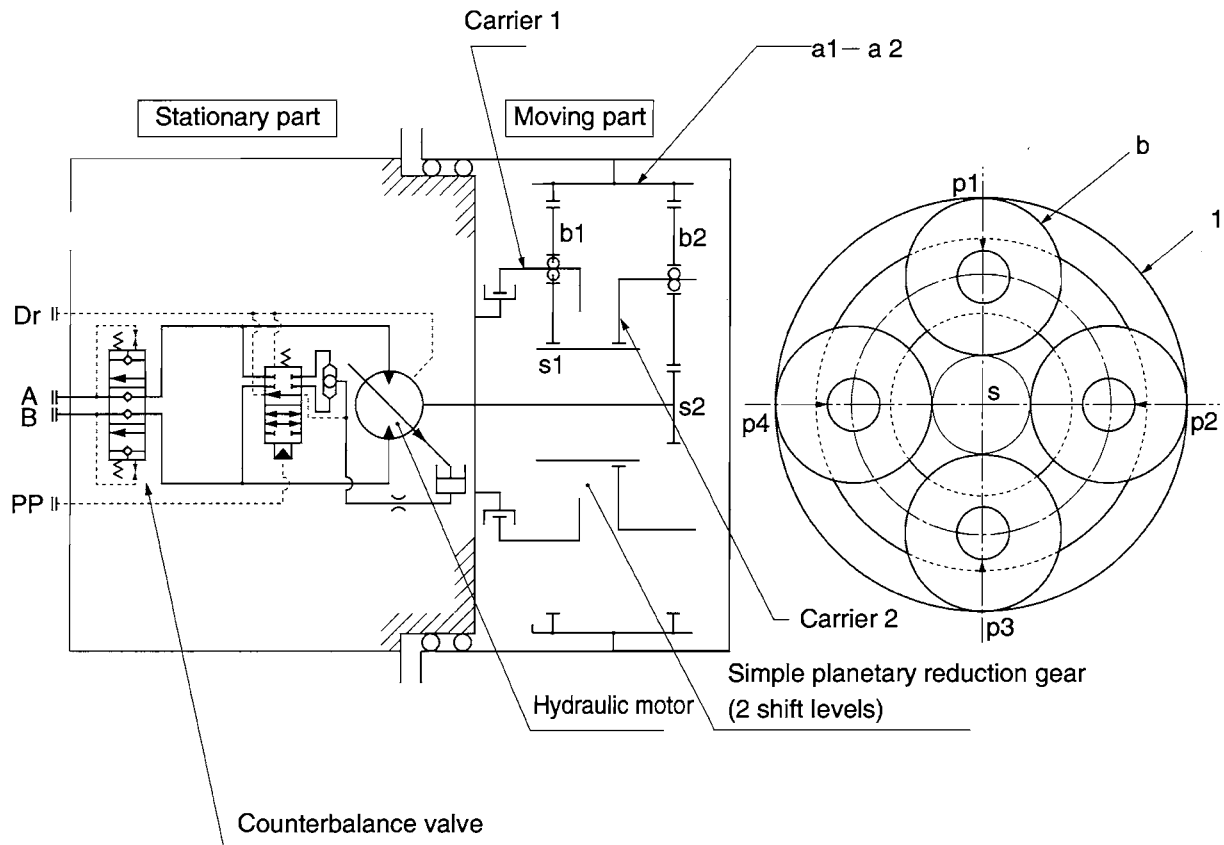 Carrier 1
a1 – a 2
Stationary part
Moving part
b
p1
1
b1
b2
Dr
s1
A
B
s2
s
p4
p2
PP
Carrier 2
p3
Simple planetary reduction gear
(2 shift levels)
Hydraulic motor
Counterbalance valve